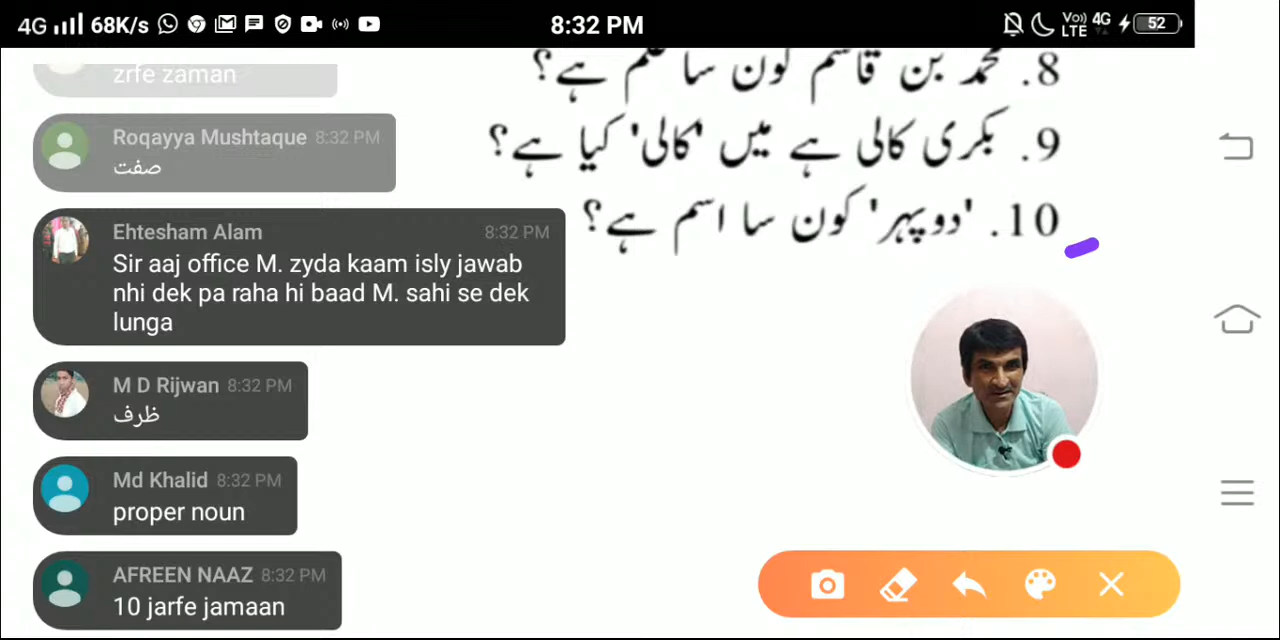 4G 68K/s 8:32 PM Vo) LTE 4G 52
zrfe zaman
Roqayya Mushtaque 8:32 PM
صفت
Ehtesham Alam 8:32 PM
Sir aaj office M. zyda kaam isly jawab
nhi dek pa raha hi baad M. sahi se dek
lunga
M D Rijwan 8:32 PM
ظرف
Md Khalid 8:32 PM
proper noun
AFREEN NAAZ 8:32 PM
10 jarfe jamaan
8. محمد بن قاسم کون سا علم ہے؟
9. بکری کالی ہے میں 'کالی' کیا ہے؟
10. 'دوپہر' کون سا اسم ہے؟